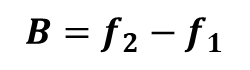 B = f₂ − f₁